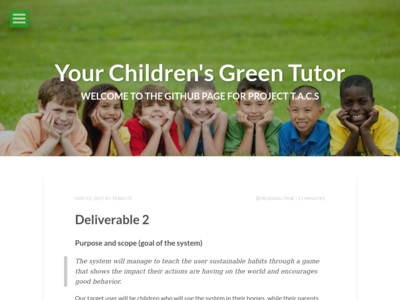 Your Children's Green Tutor
WELCOME TO THE GITHUB PAGE FOR PROJECT T.A.C.S
Deliverable 2
Purpose and scope (goal of the system)
The system will manage to teach the user sustainable habits through a game
that shows the impact their actions are having on the world and encourages
good behavior.
Our target user will be children who will use the system in their homes, while their parents